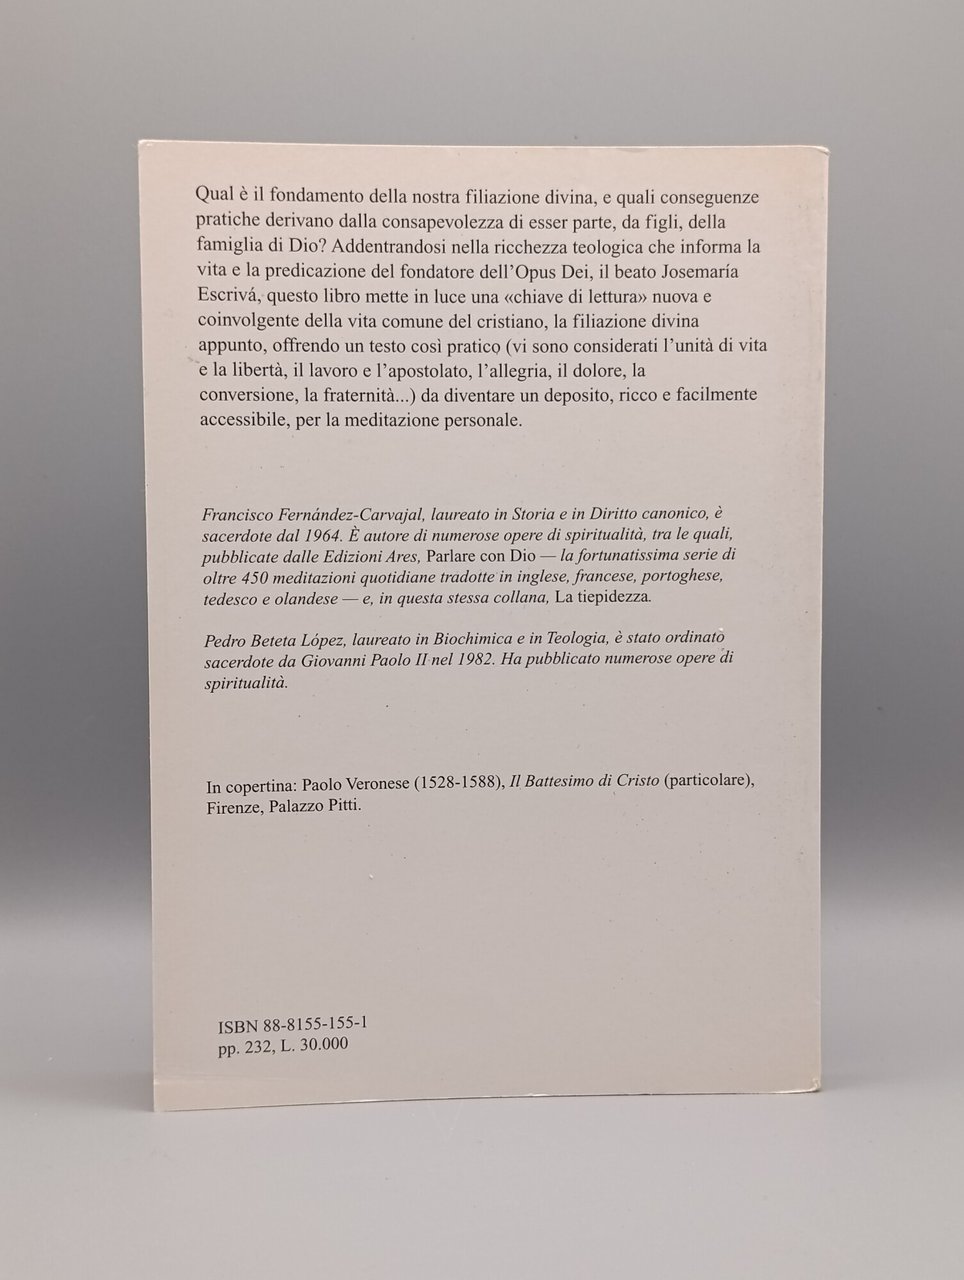 Qual è il fondamento della nostra filiazione divina, e quali conseguenze
pratiche derivano dalla consapevolezza di esser parte, da figli, della
famiglia di Dio? Addentrandosi nella ricchezza teologica che informa la
vita e la predicazione del fondatore dell'Opus Dei, il beato Josemaría
Escrivá, questo libro mette in luce una «chiave di lettura» nuova e
coinvolgente della vita comune del cristiano, la filiazione divina
appunto, offrendo un testo così pratico (vi sono considerati l'unità di vita
e la libertà, il lavoro e l'apostolato, l'allegria, il dolore, la
conversione, la fraternità...) da diventare un deposito, ricco e facilmente
accessibile, per la meditazione personale.
Francisco Fernández-Carvajal, laureato in Storia e in Diritto canonico, è
sacerdote dal 1964. È autore di numerose opere di spiritualità, tra le quali,
pubblicate dalle Edizioni Ares, Parlare con Dio — la fortunatissima serie di
oltre 450 meditazioni quotidiane tradotte in inglese, francese, portoghese,
tedesco e olandese — e, in questa stessa collana, La tiepidezza.
Pedro Beteta López, laureato in Biochimica e in Teologia, è stato ordinato
sacerdote da Giovanni Paolo II nel 1982. Ha pubblicato numerose opere di
spiritualità.
In copertina: Paolo Veronese (1528-1588), Il Battesimo di Cristo (particolare),
Firenze, Palazzo Pitti.
ISBN 88-8155-155-1
pp. 232, L. 30.000